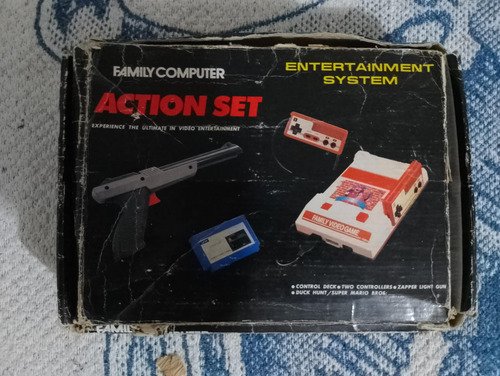 FAMILY COMPUTER
ENTERTAINMENT
SYSTEM
ACTION SET
EXPERIENCE THE ULTIMATE IN VIDEO ENTERTAINMENT
FAMILY VIDEO GAME
● CONTROL DECK ● TWO CONTROLLERS ● ZAPPER LIGHT GUN
● DUCK HUNT/SUPER MARIO BROS
FAMIL